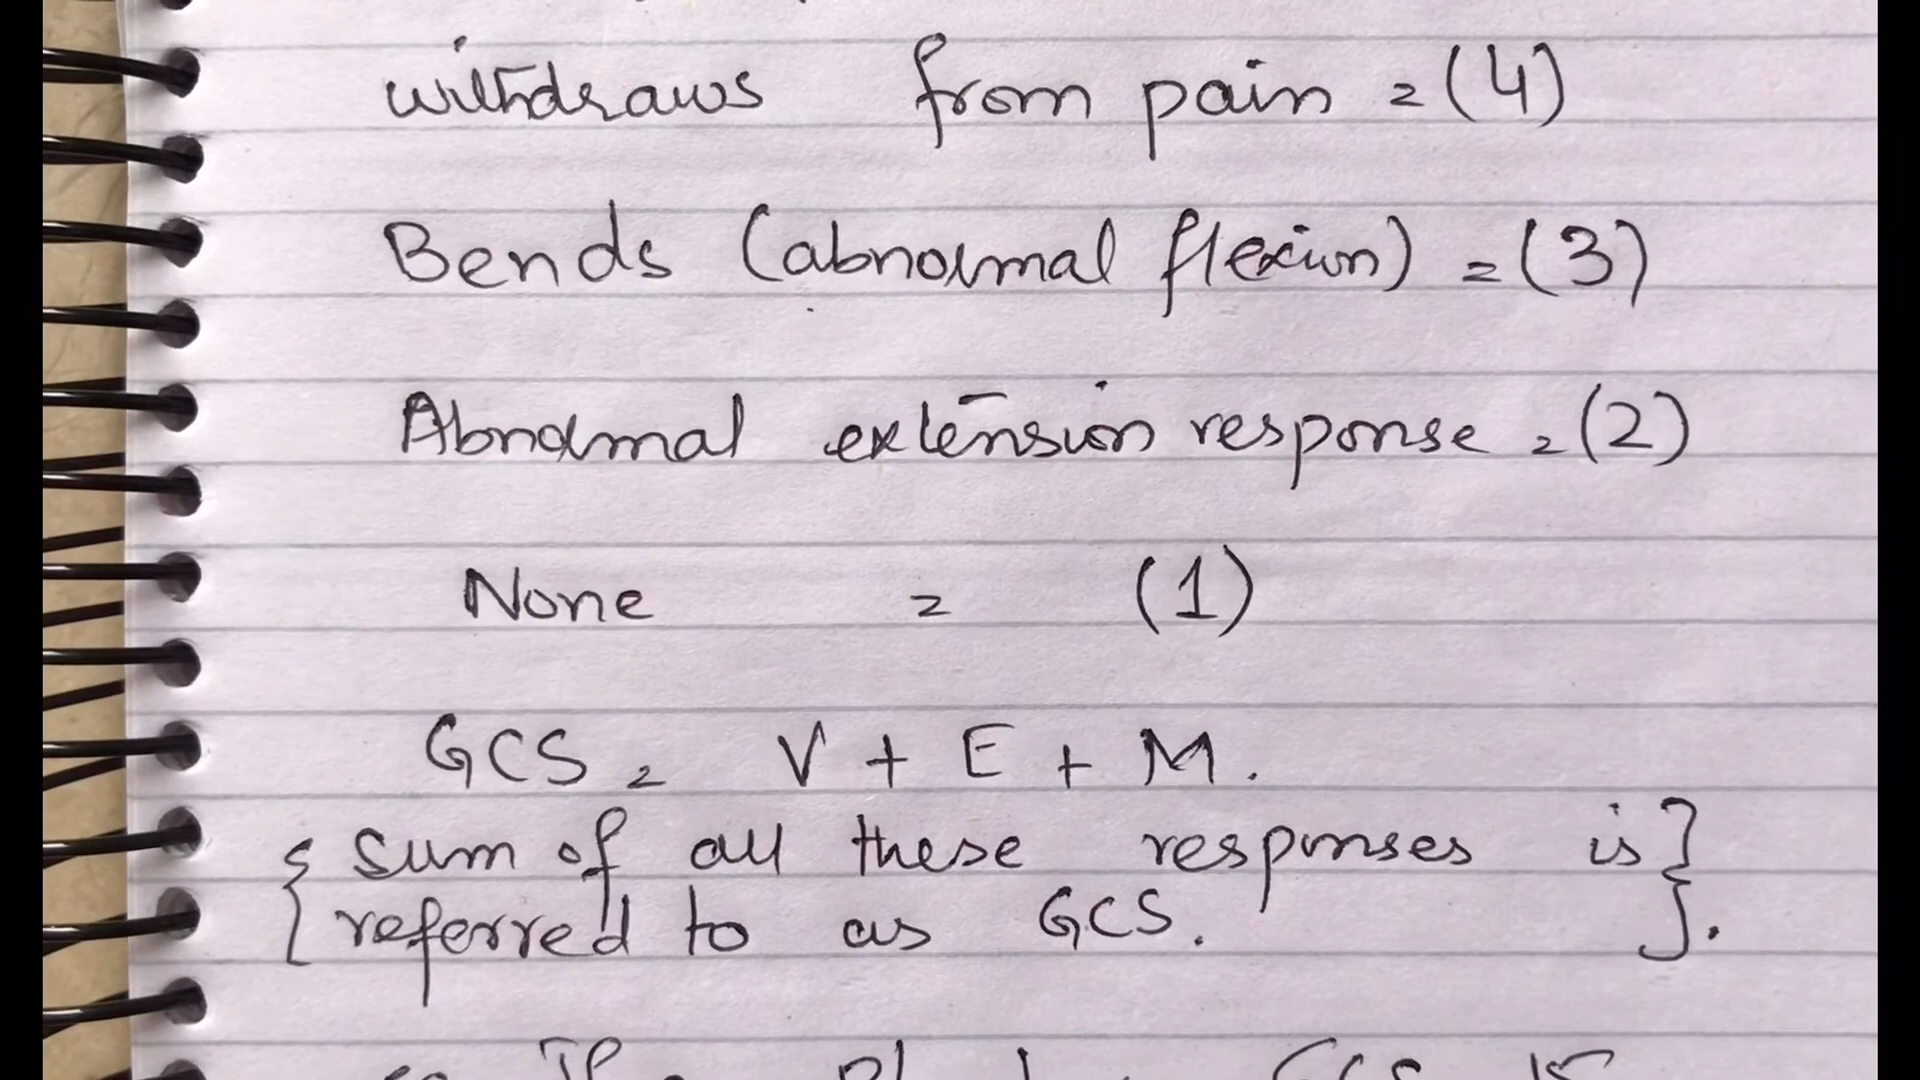 withdraws from pain = (4)
Bends (abnormal flexion) = (3)
Abnormal extension response = (2)
None = (1)
GCS = V + E + M.
{ sum of all these responses is }
{ referred to as GCS. }.